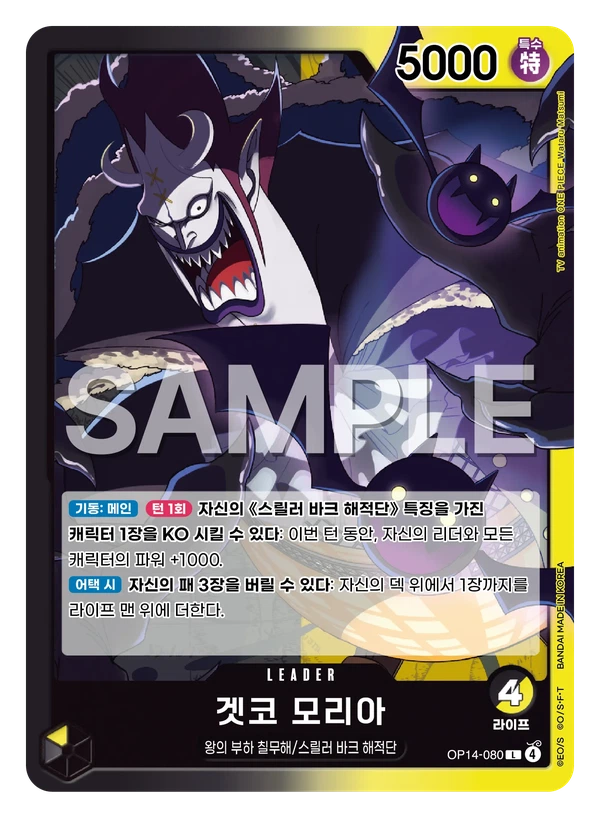 5000
특수
特
TV animation ONE PIECE, Wataru Matsumi
SAMPLE
기동: 메인 턴 1회 자신의 《스릴러 바크 해적단》 특징을 가진
캐릭터 1장을 KO 시킬 수 있다: 이번 턴 동안, 자신의 리더와 모든
캐릭터의 파워 +1000.
어택 시 자신의 패 3장을 버릴 수 있다: 자신의 덱 위에서 1장까지를
라이프 맨 위에 더한다.
BANDAI MADE IN KOREA
©EO/S ©O/S·F·T
LEADER
4
라이프
겟코 모리아
왕의 부하 칠무해/스릴러 바크 해적단
OP14-080 L 4